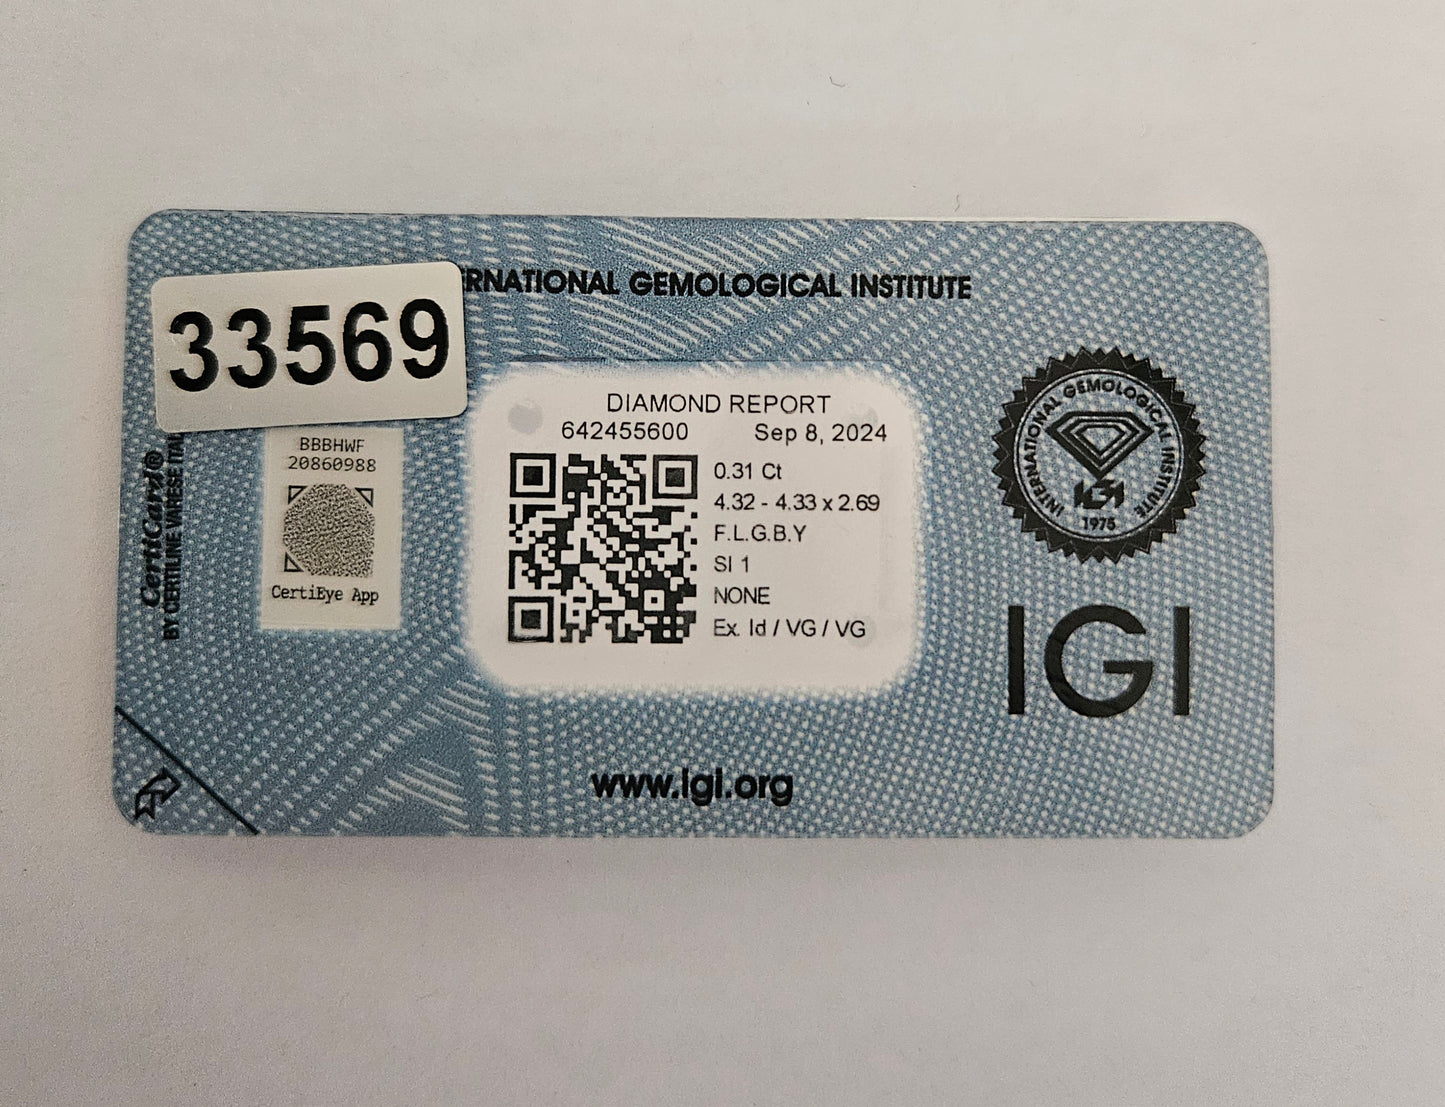 33569
ERNATIONAL GEMOLOGICAL INSTITUTE
CertiCard®
BY CERTILINE VARESE ITAL
BBBHWF
20860988
CertiEye App
DIAMOND REPORT
642455600 Sep 8, 2024
0.31 Ct
4.32 - 4.33 x 2.69
F.L.G.B.Y
SI 1
NONE
Ex. Id / VG / VG
INTERNATIONAL GEMOLOGICAL INSTITUTE
IGI
1975
IGI
www.igi.org